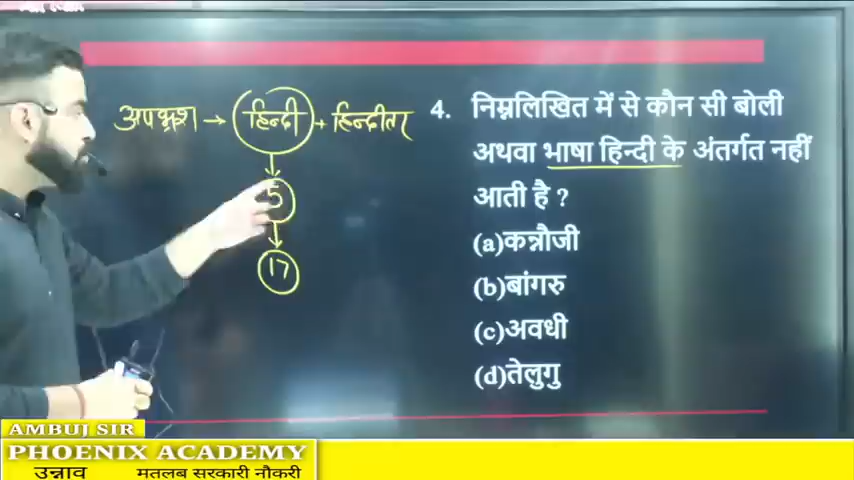 अपभ्रंश → हिन्दी + हिन्दीतर
5
17
4. निम्नलिखित में से कौन सी बोली
अथवा भाषा हिन्दी के अंतर्गत नहीं
आती है ?
(a)कन्नौजी
(b)बांगरु
(c)अवधी
(d)तेलुगु
AMBUJ SIR
PHOENIX ACADEMY
उन्नाव मतलब सरकारी नौकरी